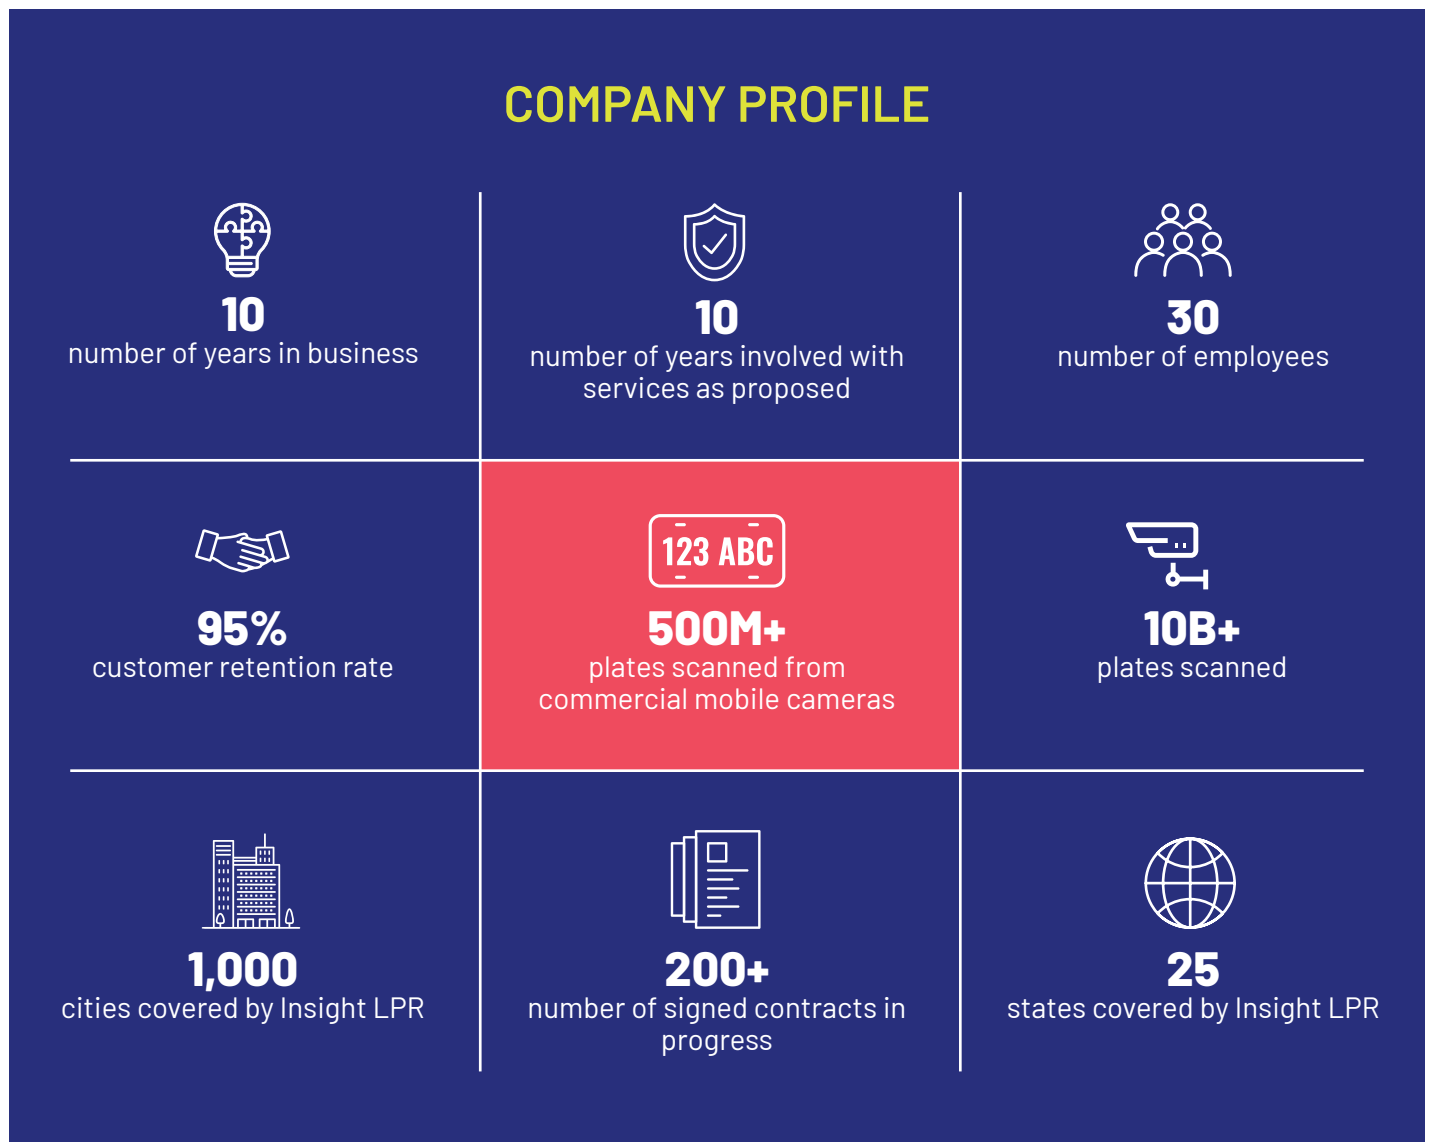 COMPANY PROFILE
10
number of years in business
10
number of years involved with
services as proposed
30
number of employees
95%
customer retention rate
123 ABC
500M+
plates scanned from
commercial mobile cameras
10B+
plates scanned
1,000
cities covered by Insight LPR
200+
number of signed contracts in
progress
25
states covered by Insight LPR